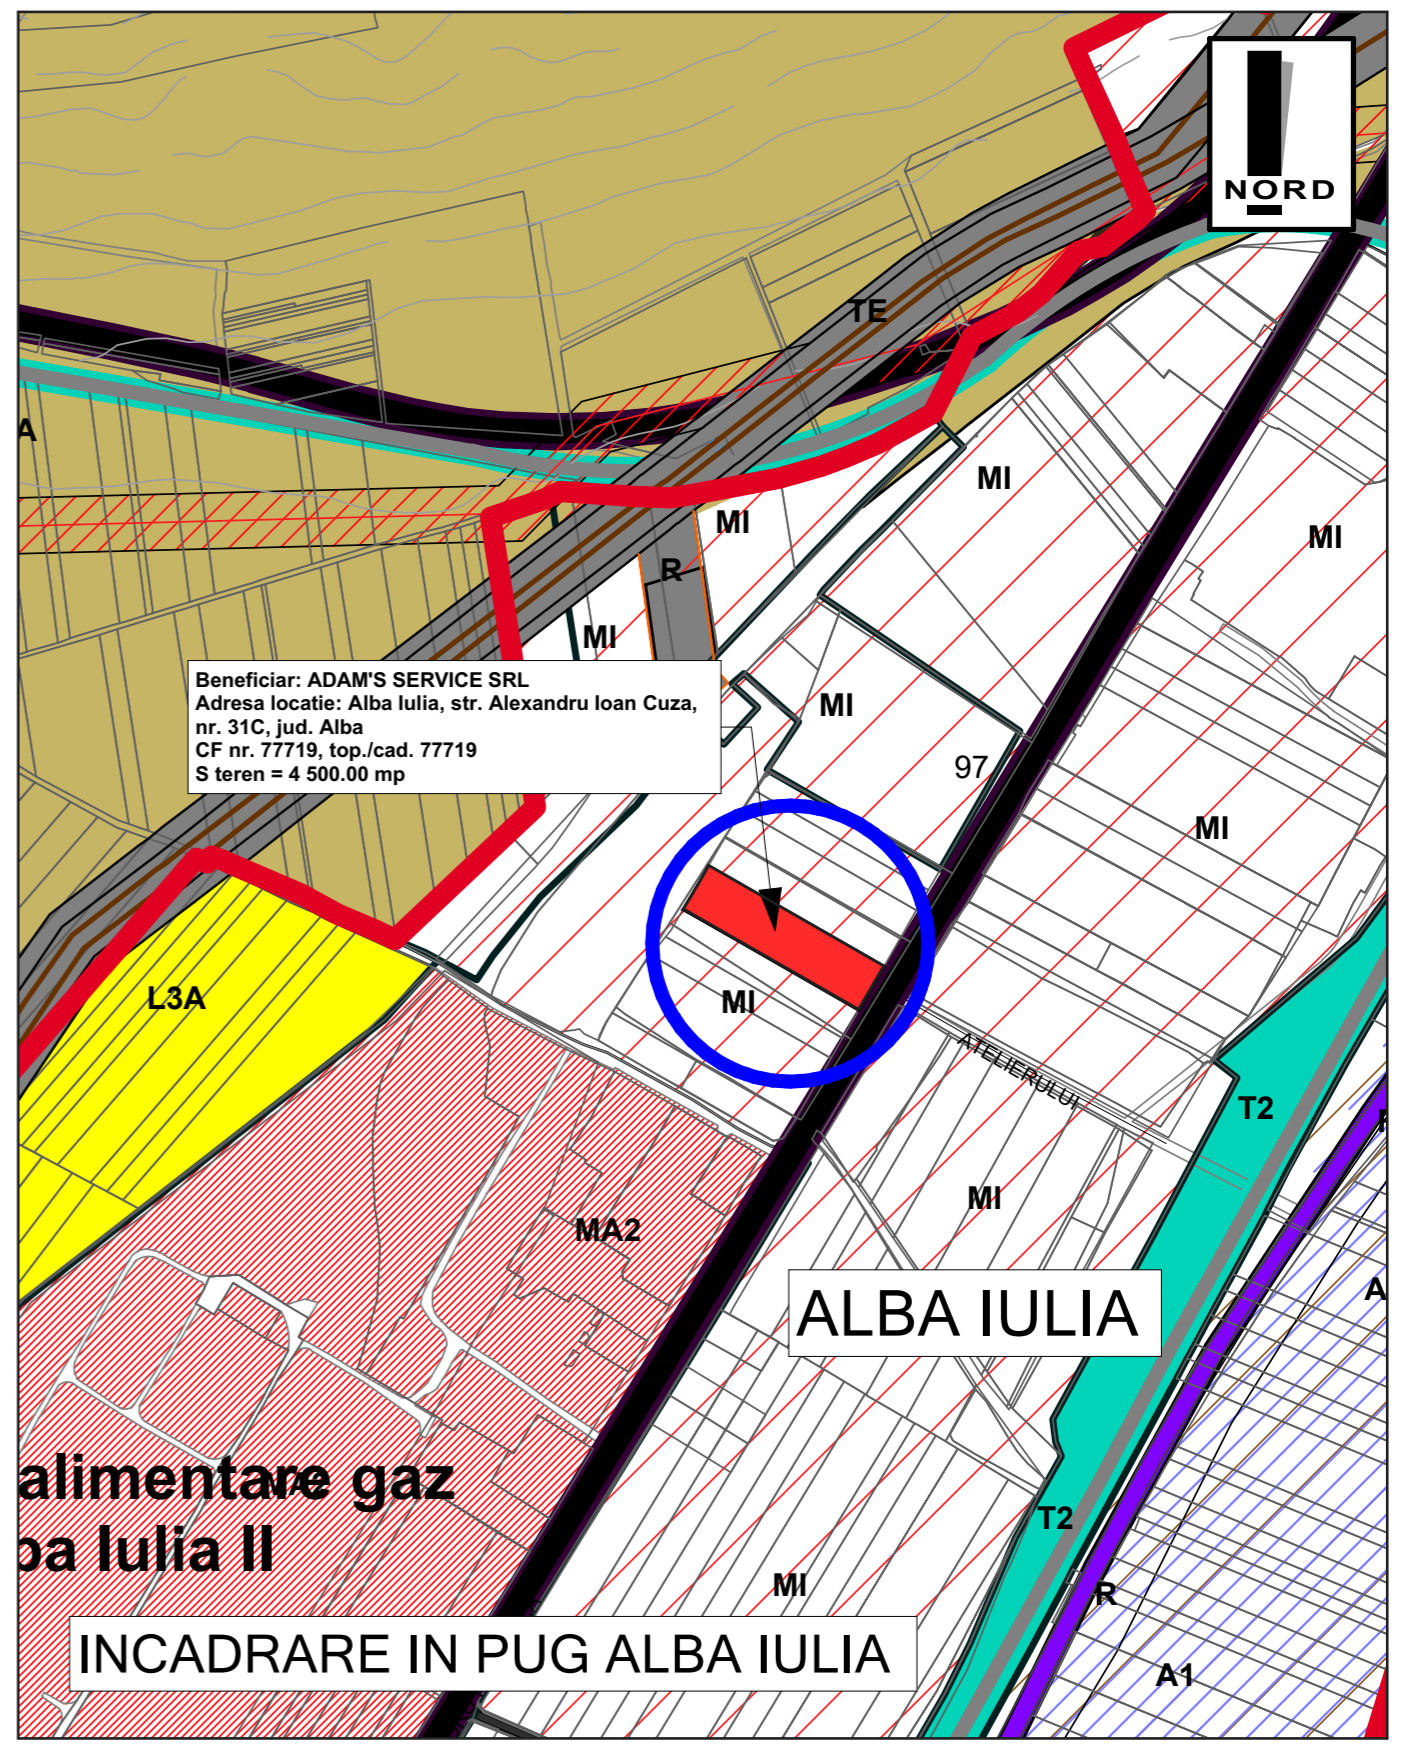 NORD
TE
A
MI
MI
MI
R
MI
Beneficiar: ADAM'S SERVICE SRL
Adresa locatie: Alba Iulia, str. Alexandru Ioan Cuza,
nr. 31C, jud. Alba
CF nr. 77719, top./cad. 77719
S teren = 4 500.00 mp
MI
97
MI
L3A
MI
ATELIERULUI
T2
MI
MA2
A
ALBA IULIA
alimentare gaz
ba Iulia II
T2
MI
R
INCADRARE IN PUG ALBA IULIA
A1